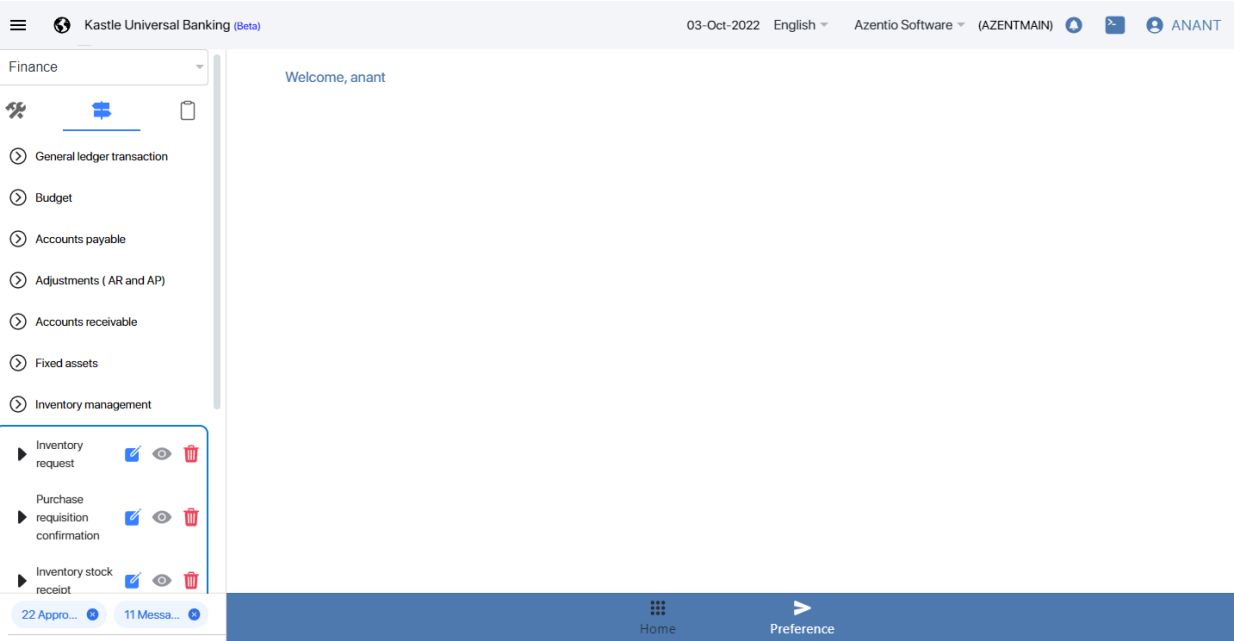 Kastle Universal Banking (Beta)
03-Oct-2022 English Azentio Software (AZENTMAIN) ANANT
Finance
Welcome, anant
General ledger transaction
Budget
Accounts payable
Adjustments ( AR and AP)
Accounts receivable
Fixed assets
Inventory management
Inventory
request
Purchase
requisition
confirmation
Inventory stock
receipt
22 Appro... 11 Messa...
Home Preference